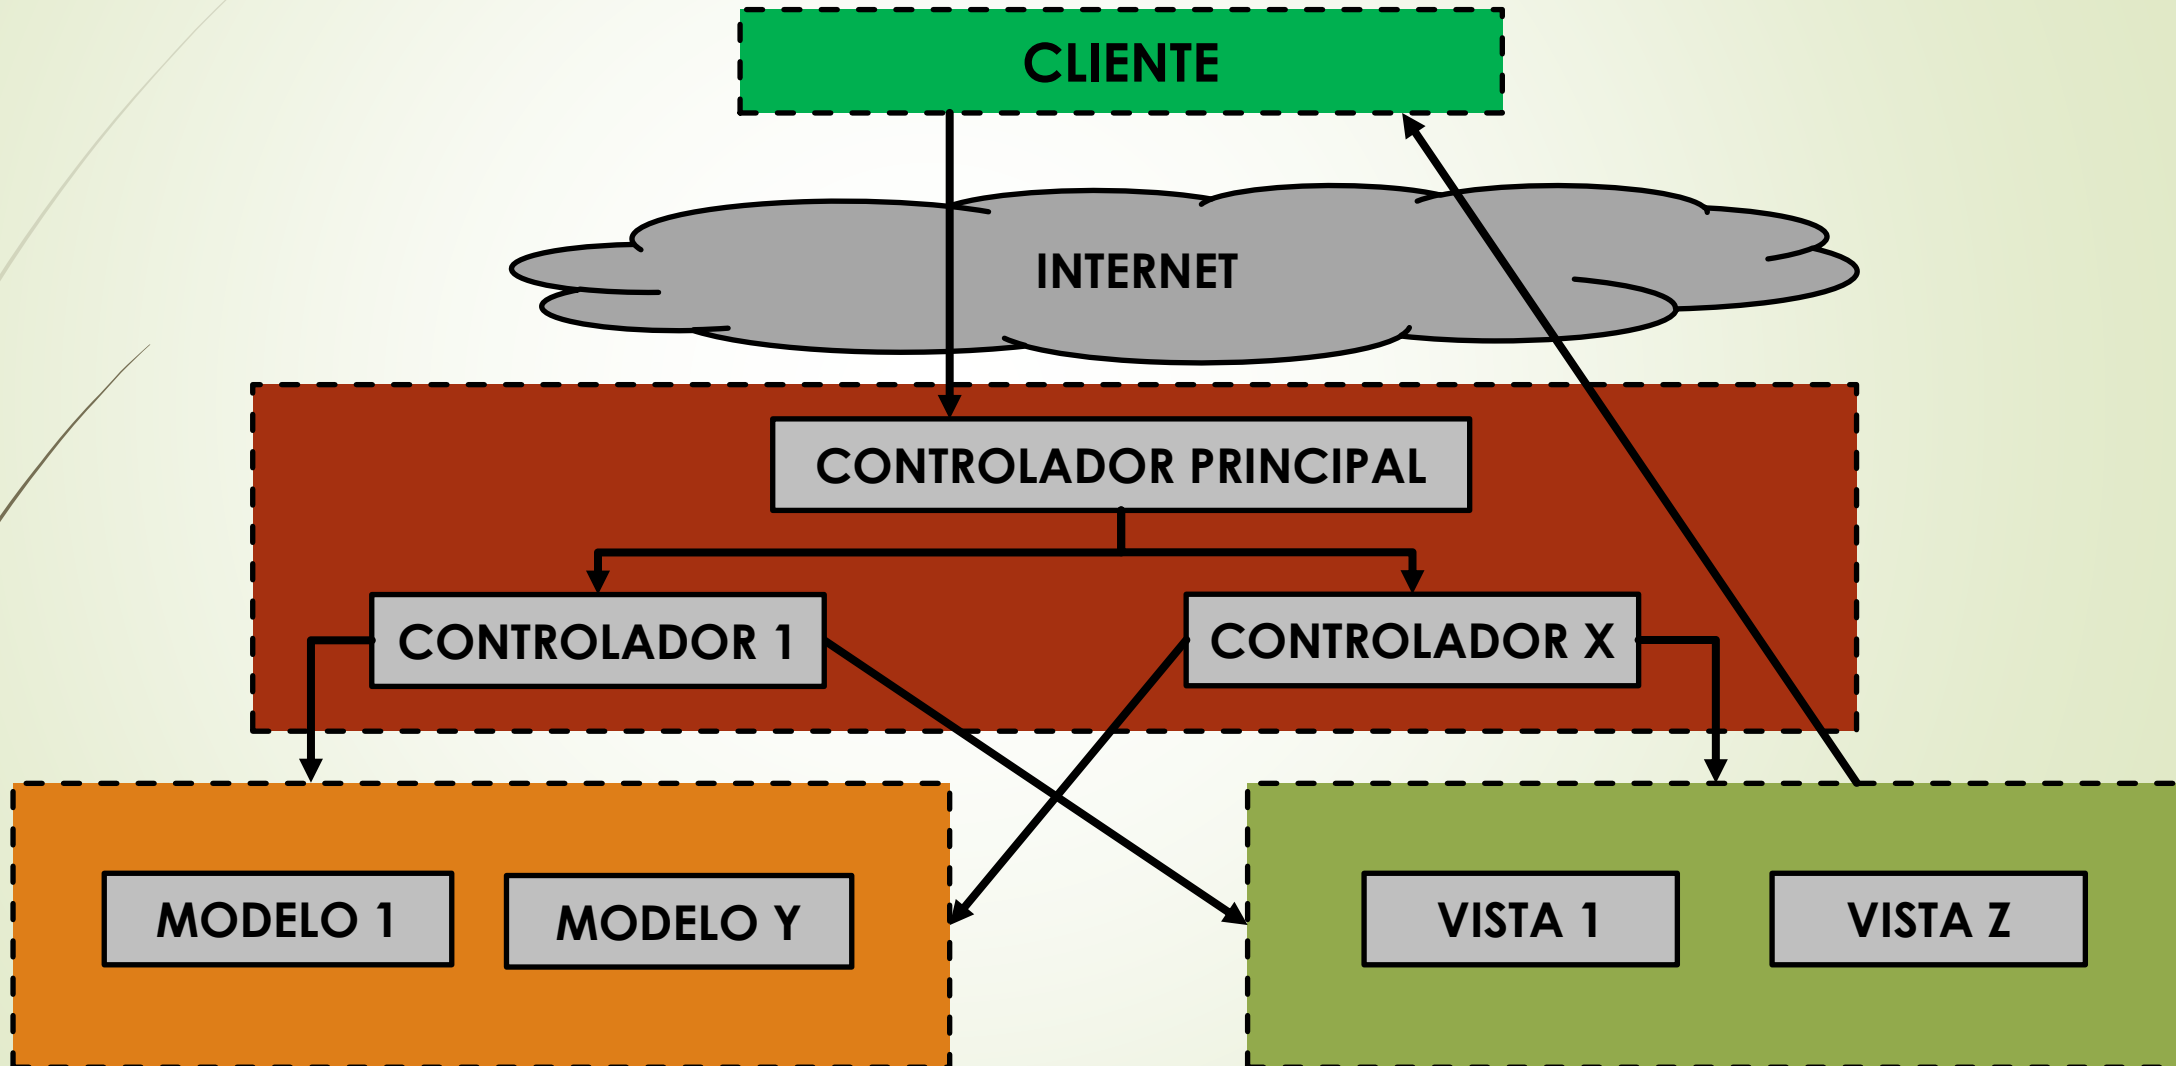 CLIENTE
INTERNET
CONTROLADOR PRINCIPAL
CONTROLADOR 1
CONTROLADOR X
MODELO 1
MODELO Y
VISTA 1
VISTA Z